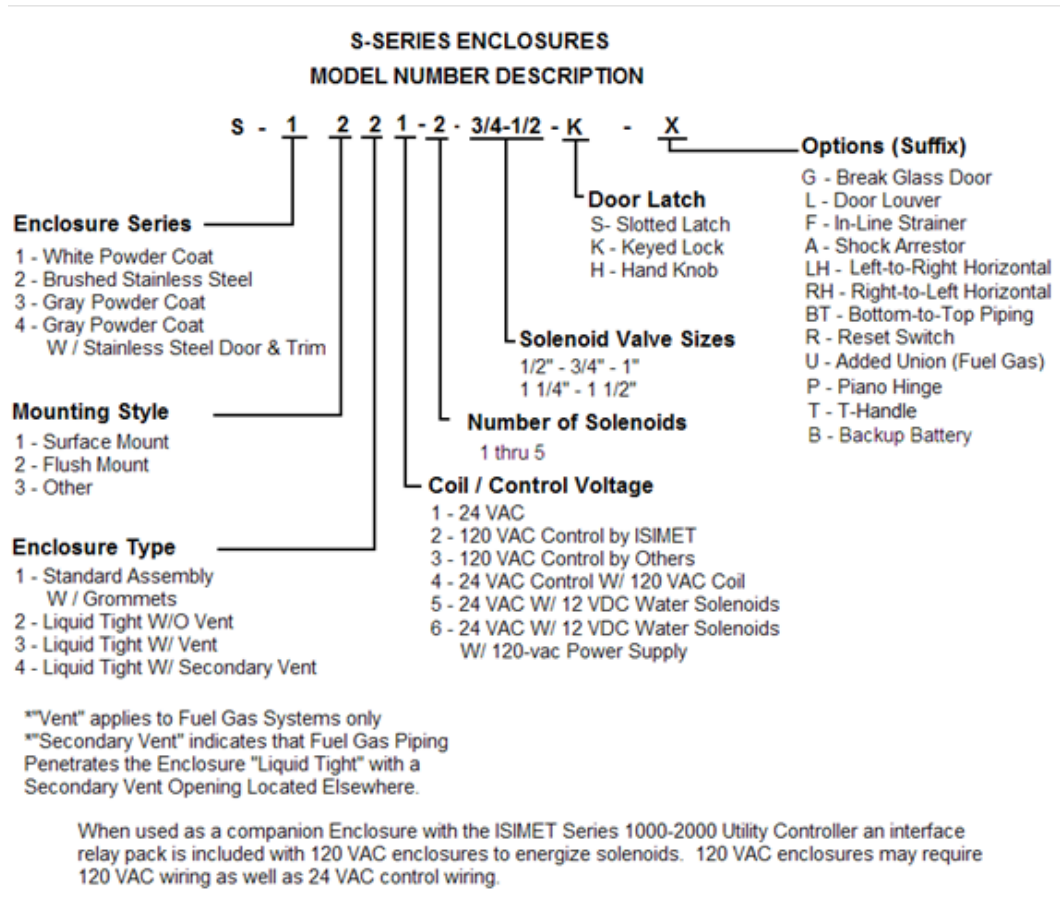 S-SERIES ENCLOSURES
MODEL NUMBER DESCRIPTION
S - 1 2 2 1 - 2 - 3/4-1/2 - K - X
Enclosure Series
1 - White Powder Coat
2 - Brushed Stainless Steel
3 - Gray Powder Coat
4 - Gray Powder Coat
W / Stainless Steel Door & Trim
Mounting Style
1 - Surface Mount
2 - Flush Mount
3 - Other
Enclosure Type
1 - Standard Assembly
W / Grommets
2 - Liquid Tight W/O Vent
3 - Liquid Tight W/ Vent
4 - Liquid Tight W/ Secondary Vent
Coil / Control Voltage
1 - 24 VAC
2 - 120 VAC Control by ISIMET
3 - 120 VAC Control by Others
4 - 24 VAC Control W/ 120 VAC Coil
5 - 24 VAC W/ 12 VDC Water Solenoids
6 - 24 VAC W/ 12 VDC Water Solenoids
W/ 120-vac Power Supply
Number of Solenoids
1 thru 5
Solenoid Valve Sizes
1/2" - 3/4" - 1"
1 1/4" - 1 1/2"
Door Latch
S- Slotted Latch
K - Keyed Lock
H - Hand Knob
Options (Suffix)
G - Break Glass Door
L - Door Louver
F - In-Line Strainer
A - Shock Arrestor
LH - Left-to-Right Horizontal
RH - Right-to-Left Horizontal
BT - Bottom-to-Top Piping
R - Reset Switch
U - Added Union (Fuel Gas)
P - Piano Hinge
T - T-Handle
B - Backup Battery
*"Vent" applies to Fuel Gas Systems only
*"Secondary Vent" indicates that Fuel Gas Piping
Penetrates the Enclosure "Liquid Tight" with a
Secondary Vent Opening Located Elsewhere.
When used as a companion Enclosure with the ISIMET Series 1000-2000 Utility Controller an interface
relay pack is included with 120 VAC enclosures to energize solenoids. 120 VAC enclosures may require
120 VAC wiring as well as 24 VAC control wiring.